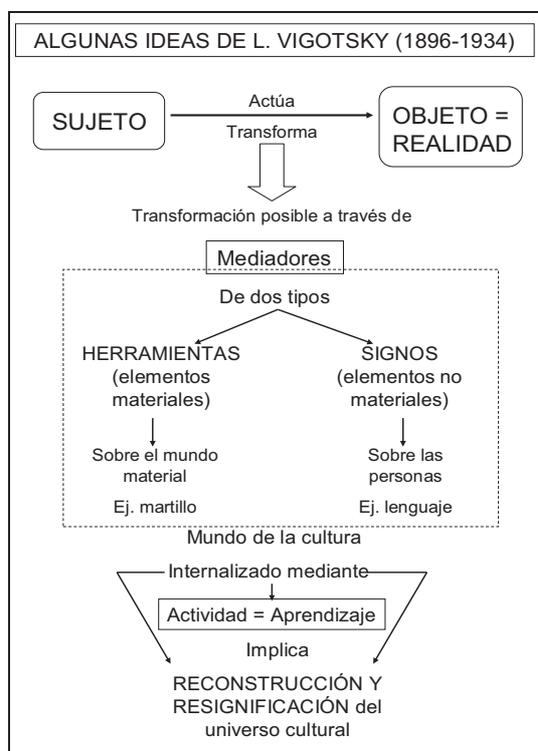 ALGUNAS IDEAS DE L. VIGOTSKY (1896-1934)
SUJETO
Actúa
Transforma
OBJETO =
REALIDAD
Transformación posible a través de
Mediadores
De dos tipos
HERRAMIENTAS
(elementos
materiales)
SIGNOS
(elementos no
materiales)
Sobre el mundo
material
Ej. martillo
Sobre las
personas
Ej. lenguaje
Mundo de la cultura
Internalizado mediante
Actividad = Aprendizaje
Implica
RECONSTRUCCIÓN Y
RESIGNIFICACIÓN del
universo cultural